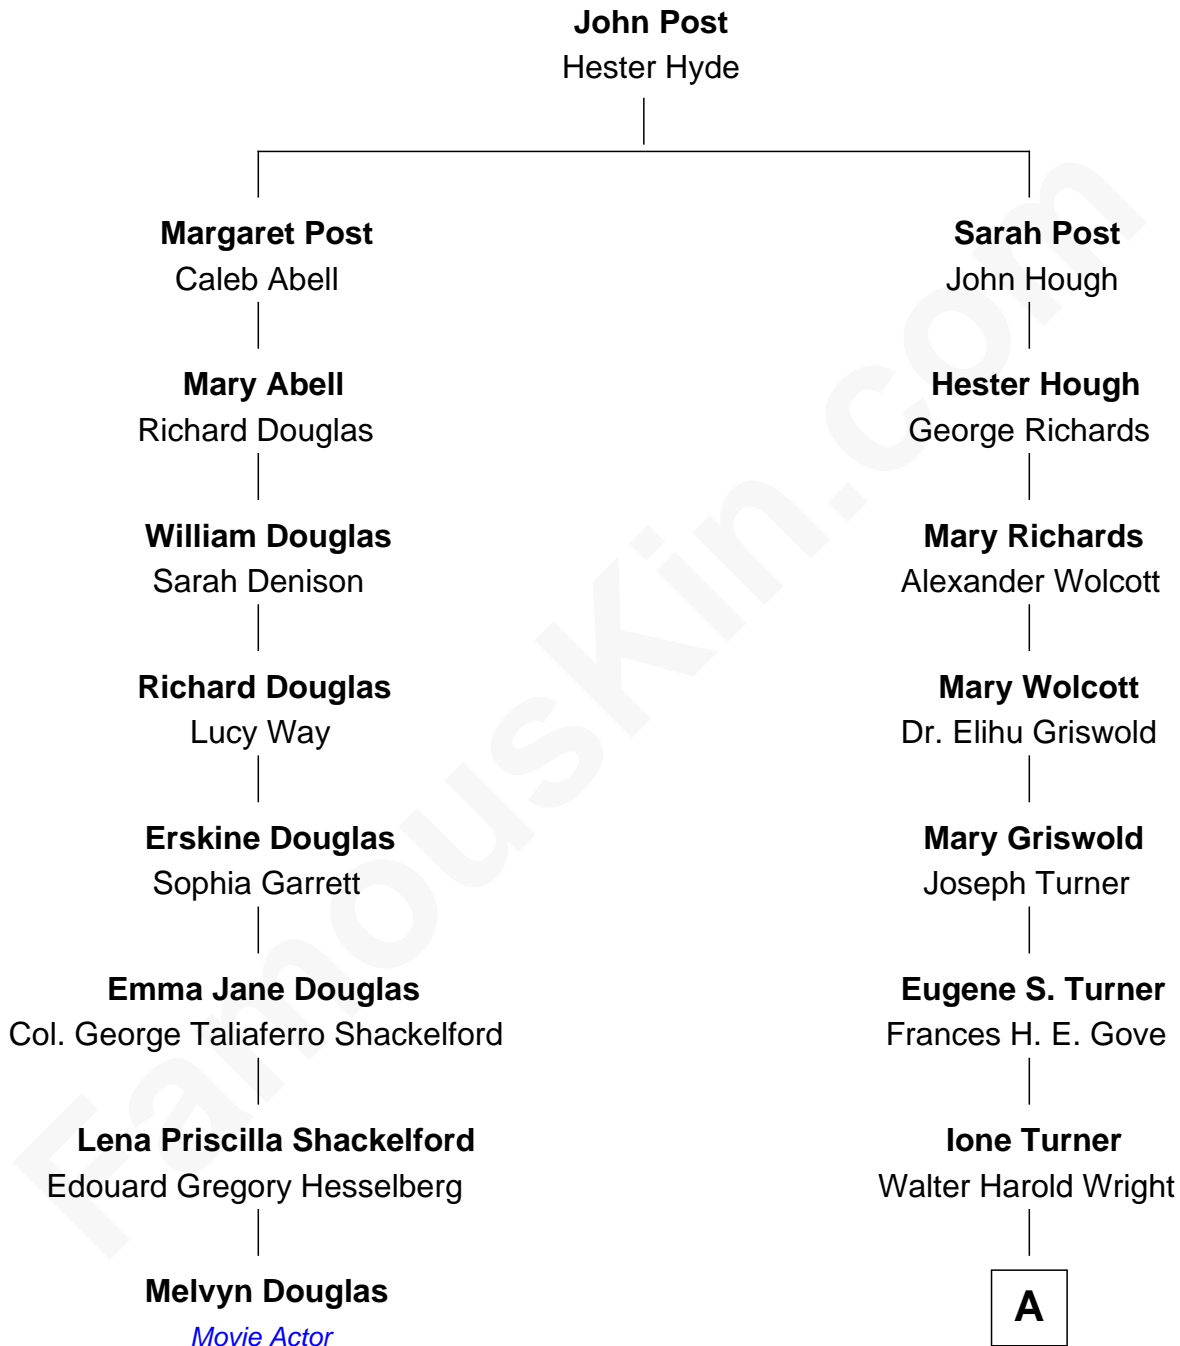 John Post
Hester Hyde
Margaret Post
Caleb Abell
Sarah Post
John Hough
Mary Abell
Richard Douglas
Hester Hough
George Richards
William Douglas
Sarah Denison
Mary Richards
Alexander Wolcott
Richard Douglas
Lucy Way
Mary Wolcott
Dr. Elihu Griswold
Erskine Douglas
Sophia Garrett
Mary Griswold
Joseph Turner
Emma Jane Douglas
Col. George Taliaferro Shackelford
Eugene S. Turner
Frances H. E. Gove
Lena Priscilla Shackelford
Edouard Gregory Hesselberg
Ione Turner
Walter Harold Wright
Melvyn Douglas
Movie Actor
A
FamousKin.com